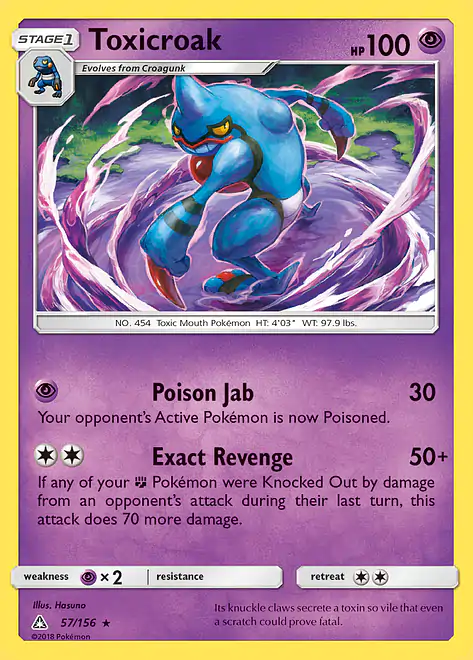 STAGE1
Toxicroak
HP100
Evolves from Croagunk
NO. 454 Toxic Mouth Pokémon HT: 4'03" WT: 97.9 lbs.
Poison Jab 30
Your opponent's Active Pokémon is now Poisoned.
Exact Revenge 50+
If any of your Pokémon were Knocked Out by damage
from an opponent's attack during their last turn, this
attack does 70 more damage.
weakness ×2 resistance retreat
Illus. Hasuno
57/156 ★
©2018 Pokémon
Its knuckle claws secrete a toxin so vile that even
a scratch could prove fatal.